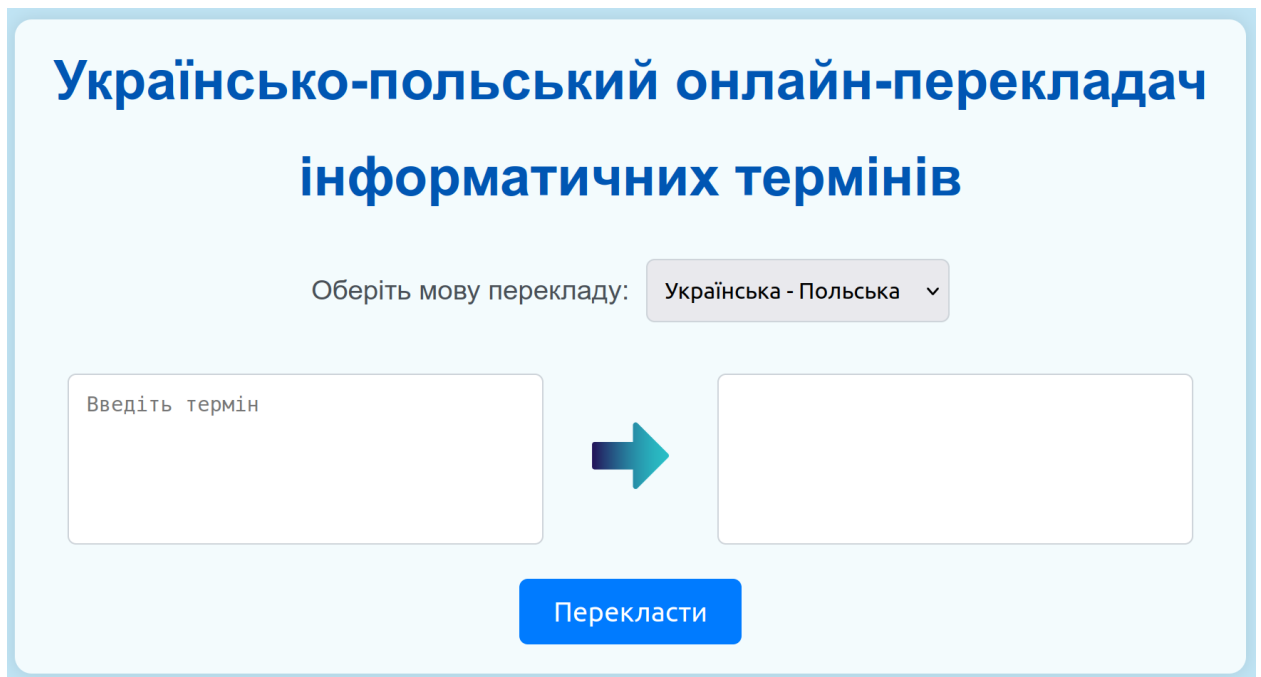 Українсько-польський онлайн-перекладач
інформатичних термінів
Оберіть мову перекладу:
Українська - Польська
Введіть термін
Перекласти